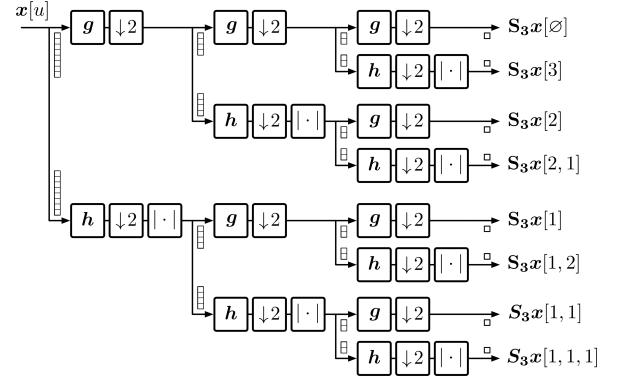 x[u]
g ↓2 g ↓2 g ↓2 S₃x[∅]
h ↓2 |·| S₃x[3]
h ↓2 |·| g ↓2 S₃x[2]
h ↓2 |·| S₃x[2, 1]
h ↓2 |·| g ↓2 g ↓2 S₃x[1]
h ↓2 |·| S₃x[1, 2]
h ↓2 |·| g ↓2 S₃x[1, 1]
h ↓2 |·| S₃x[1, 1, 1]